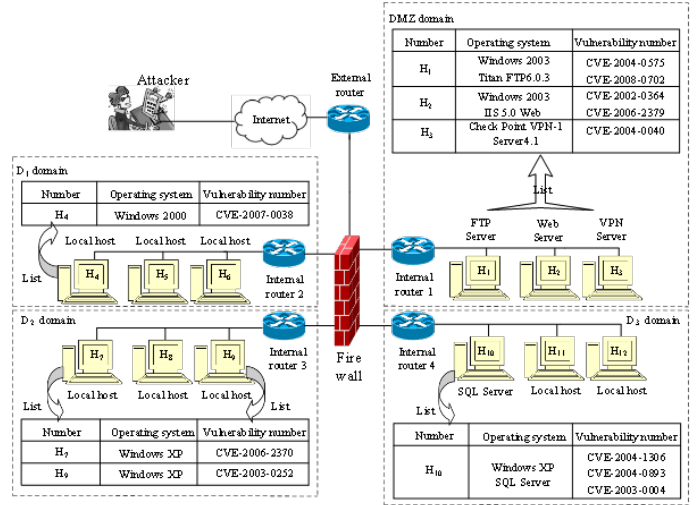 DMZ domain
Number Operating system Vulnerability number
H₁ Windows 2003 Titan FTP6.0.3 CVE-2004-0575 CVE-2008-0702
H₂ Windows 2003 IIS 5.0 Web CVE-2002-0364 CVE-2006-2379
H₃ Check Point VPN-1 Server4.1 CVE-2004-0040
List
FTP Server
Web Server
VPN Server
H₁
H₂
H₃
Internal router 1
Attacker
Internet
External router
D₁ domain
Number Operating system Vulnerability number
H₄ Windows 2000 CVE-2007-0038
Local host Local host Local host
List
H₄
H₅
H₆
Internal router 2
Fire wall
D₂ domain
H₇
H₈
H₉
Internal router 3
Local host Local host Local host
List
List
Number Operating system Vulnerability number
H₇ Windows XP CVE-2006-2370
H₉ Windows XP CVE-2003-0252
D₃ domain
Internal router 4
H₁₀
H₁₁
H₁₂
SQL Server Local host Local host
List
Number Operating system Vulnerability number
H₁₀ Windows XP SQL Server CVE-2004-1306 CVE-2004-0893 CVE-2003-0004